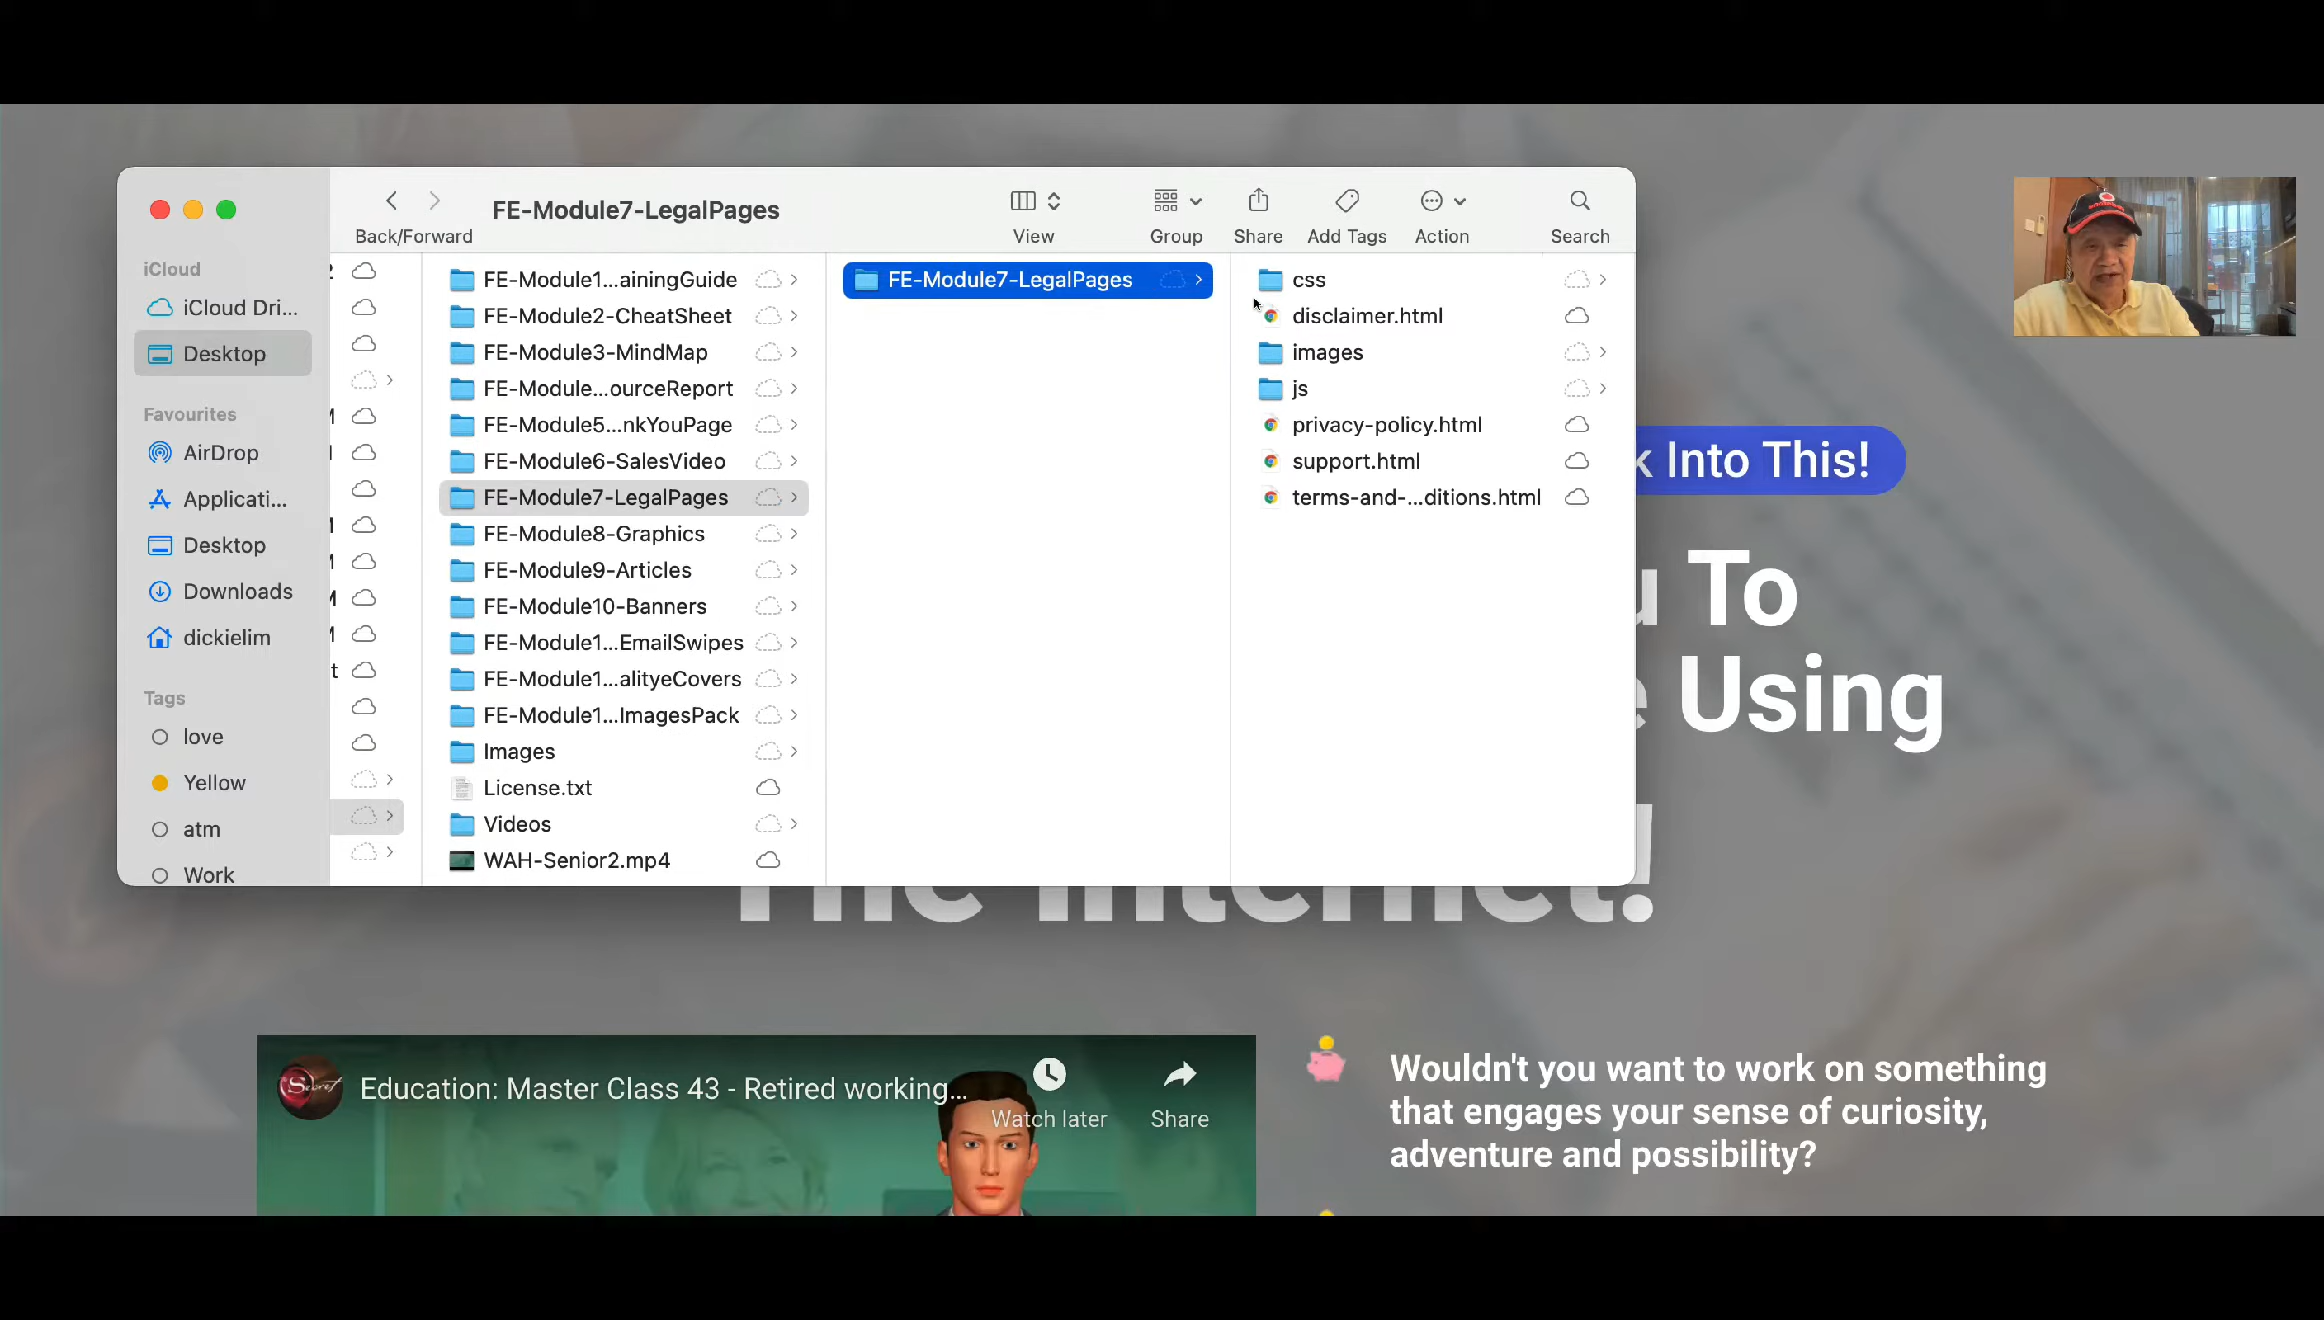 FE-Module7-LegalPages
Back/Forward
View
Group
Share
Add Tags
Action
Search
iCloud
iCloud Dri...
Desktop
Favourites
AirDrop
Applicati...
Desktop
Downloads
dickielim
Tags
love
Yellow
atm
Work
t
FE-Module1...ainingGuide
FE-Module2-CheatSheet
FE-Module3-MindMap
FE-Module...ourceReport
FE-Module5...nkYouPage
FE-Module6-SalesVideo
FE-Module7-LegalPages
FE-Module8-Graphics
FE-Module9-Articles
FE-Module10-Banners
FE-Module1...EmailSwipes
FE-Module1...alityeCovers
FE-Module1...ImagesPack
Images
License.txt
Videos
WAH-Senior2.mp4
FE-Module7-LegalPages
css
disclaimer.html
images
js
privacy-policy.html
support.html
terms-and-...ditions.html
k Into This!
u To
e Using
The Internet!
Secret
Education: Master Class 43 - Retired working...
Watch later
Share
Wouldn't you want to work on something
that engages your sense of curiosity,
adventure and possibility?